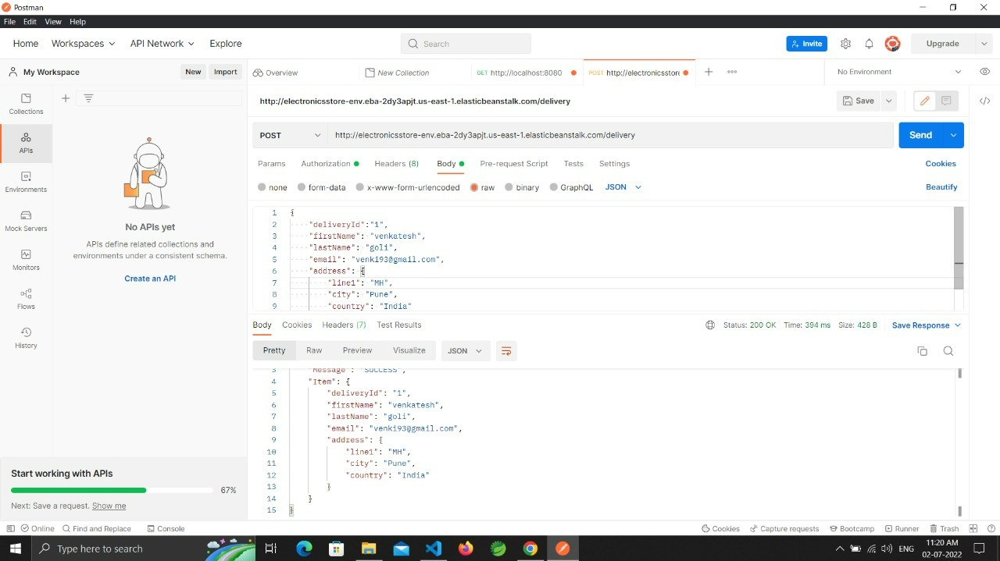 Postman
File Edit View Help
Home Workspaces API Network Explore Search Invite Upgrade
My Workspace New Import Overview New Collection GET http://localhost:8080 POST http://electronicsstore No Environment
http://electronicsstore-env.eba-2dy3apjt.us-east-1.elasticbeanstalk.com/delivery Save
POST http://electronicsstore-env.eba-2dy3apjt.us-east-1.elasticbeanstalk.com/delivery Send
Params Authorization Headers (8) Body Pre-request Script Tests Settings Cookies
none form-data x-www-form-urlencoded raw binary GraphQL JSON Beautify
Collections
APIs
Environments
Mock Servers
Monitors
Flows
History
No APIs yet
APIs define related collections and
environments under a consistent schema.
Create an API
1 {
2 "deliveryId":"1",
3 "firstName": "venkatesh",
4 "lastName": "goli",
5 "email": "venki93@gmail.com",
6 "address": {
7 "line1": "MH",
8 "city": "Pune",
9 "country": "India"
Body Cookies Headers (7) Test Results Status: 200 OK Time: 394 ms Size: 428 B Save Response
Pretty Raw Preview Visualize JSON
3 "Message": "SUCCESS",
4 "Item": {
5 "deliveryId": "1",
6 "firstName": "venkatesh",
7 "lastName": "goli",
8 "email": "venki93@gmail.com",
9 "address": {
10 "line1": "MH",
11 "city": "Pune",
12 "country": "India"
13 }
14 }
15 }
Start working with APIs
67%
Next: Save a request. Show me
Online Find and Replace Console Cookies Capture requests Bootcamp Runner Trash
Type here to search ENG 11:20 AM
02-07-2022